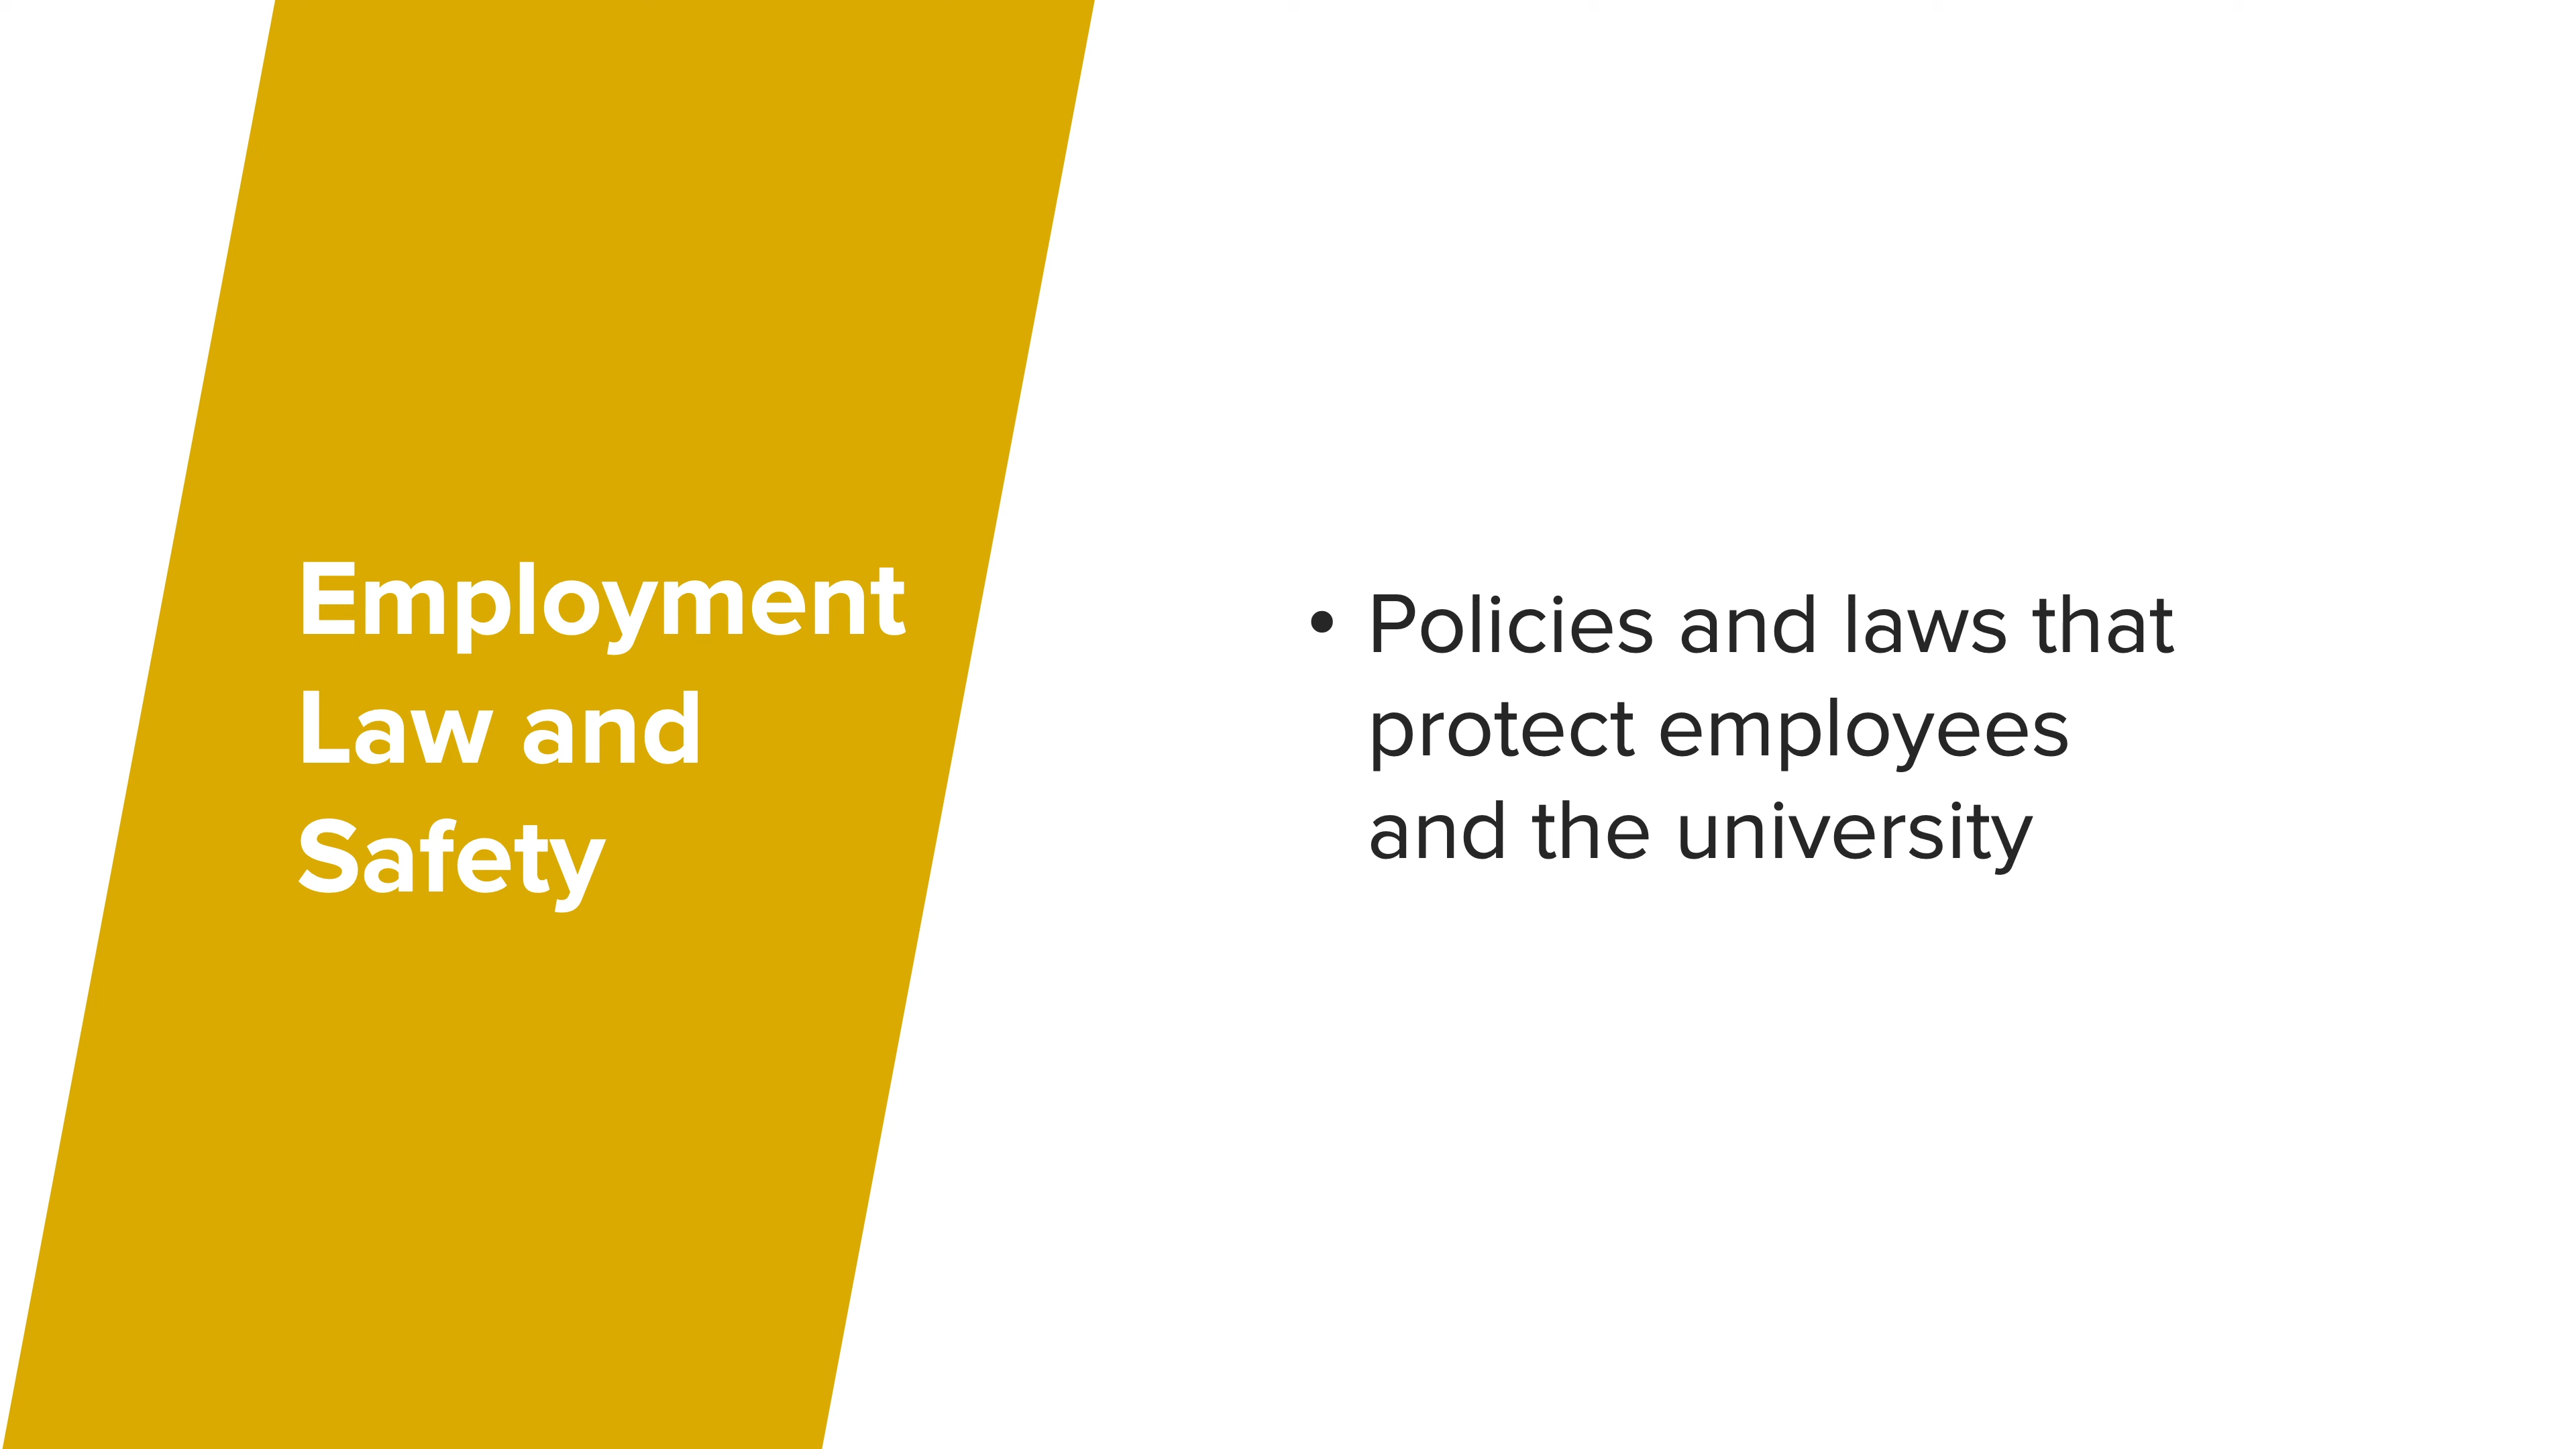 Employment
Law and
Safety
• Policies and laws that
protect employees
and the university